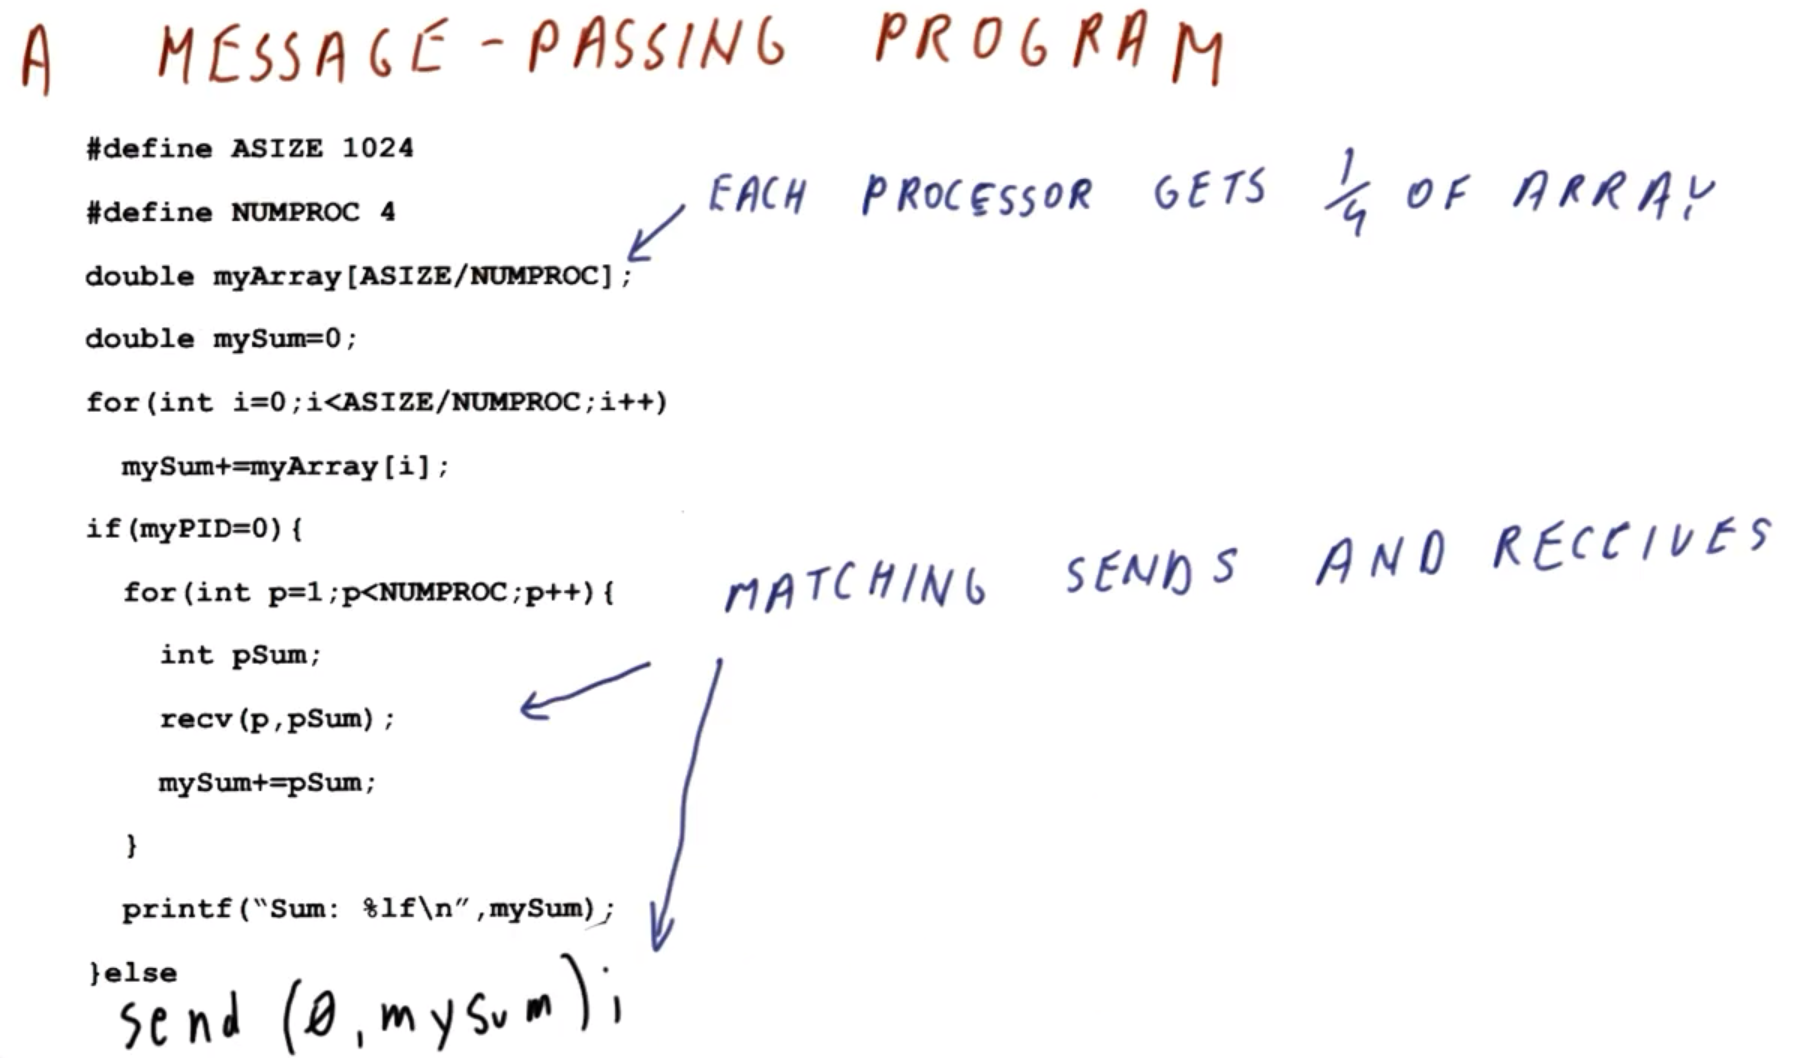 A MESSAGE-PASSING PROGRAM
#define ASIZE 1024
#define NUMPROC 4
EACH PROCESSOR GETS 1/4 OF ARRAY
double myArray[ASIZE/NUMPROC];
double mySum=0;
for(int i=0;i<ASIZE/NUMPROC;i++)
mySum+=myArray[i];
if(myPID=0){
for(int p=1;p<NUMPROC;p++){
MATCHING SENDS AND RECEIVES
int pSum;
recv(p,pSum);
mySum+=pSum;
}
printf("Sum: %lf\n",mySum);
}else
send (0,mySum);